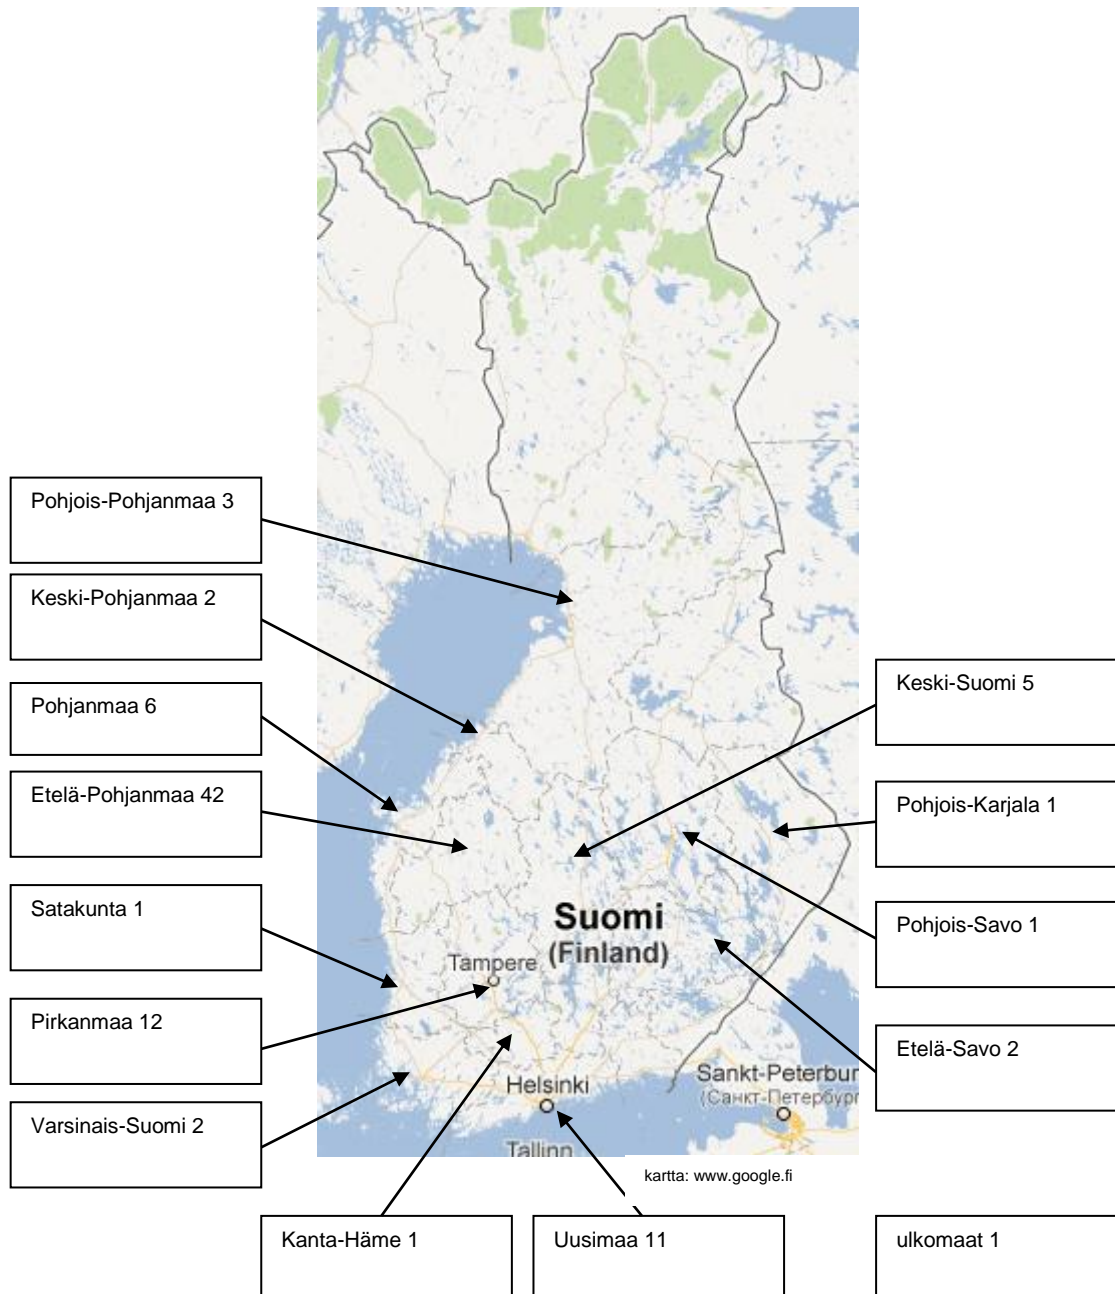 Pohjois-Pohjanmaa 3
Keski-Pohjanmaa 2
Pohjanmaa 6
Etelä-Pohjanmaa 42
Satakunta 1
Pirkanmaa 12
Varsinais-Suomi 2
Keski-Suomi 5
Pohjois-Karjala 1
Pohjois-Savo 1
Etelä-Savo 2
Suomi
(Finland)
Tampere
Helsinki
Sankt-Peterbur
(Санкт-Петербург
Tallinn
kartta: www.google.fi
Kanta-Häme 1
Uusimaa 11
ulkomaat 1